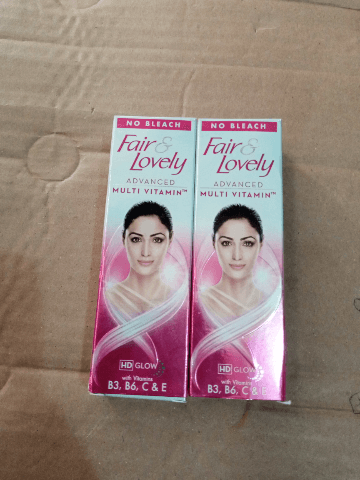 NO BLEACH
Fair &
Lovely
ADVANCED
MULTI VITAMIN™
HD GLOW
with Vitamins
B3, B6, C & E
NO BLEACH
Fair &
Lovely
ADVANCED
MULTI VITAMIN™
HD GLOW
with Vitamins
B3, B6, C & E